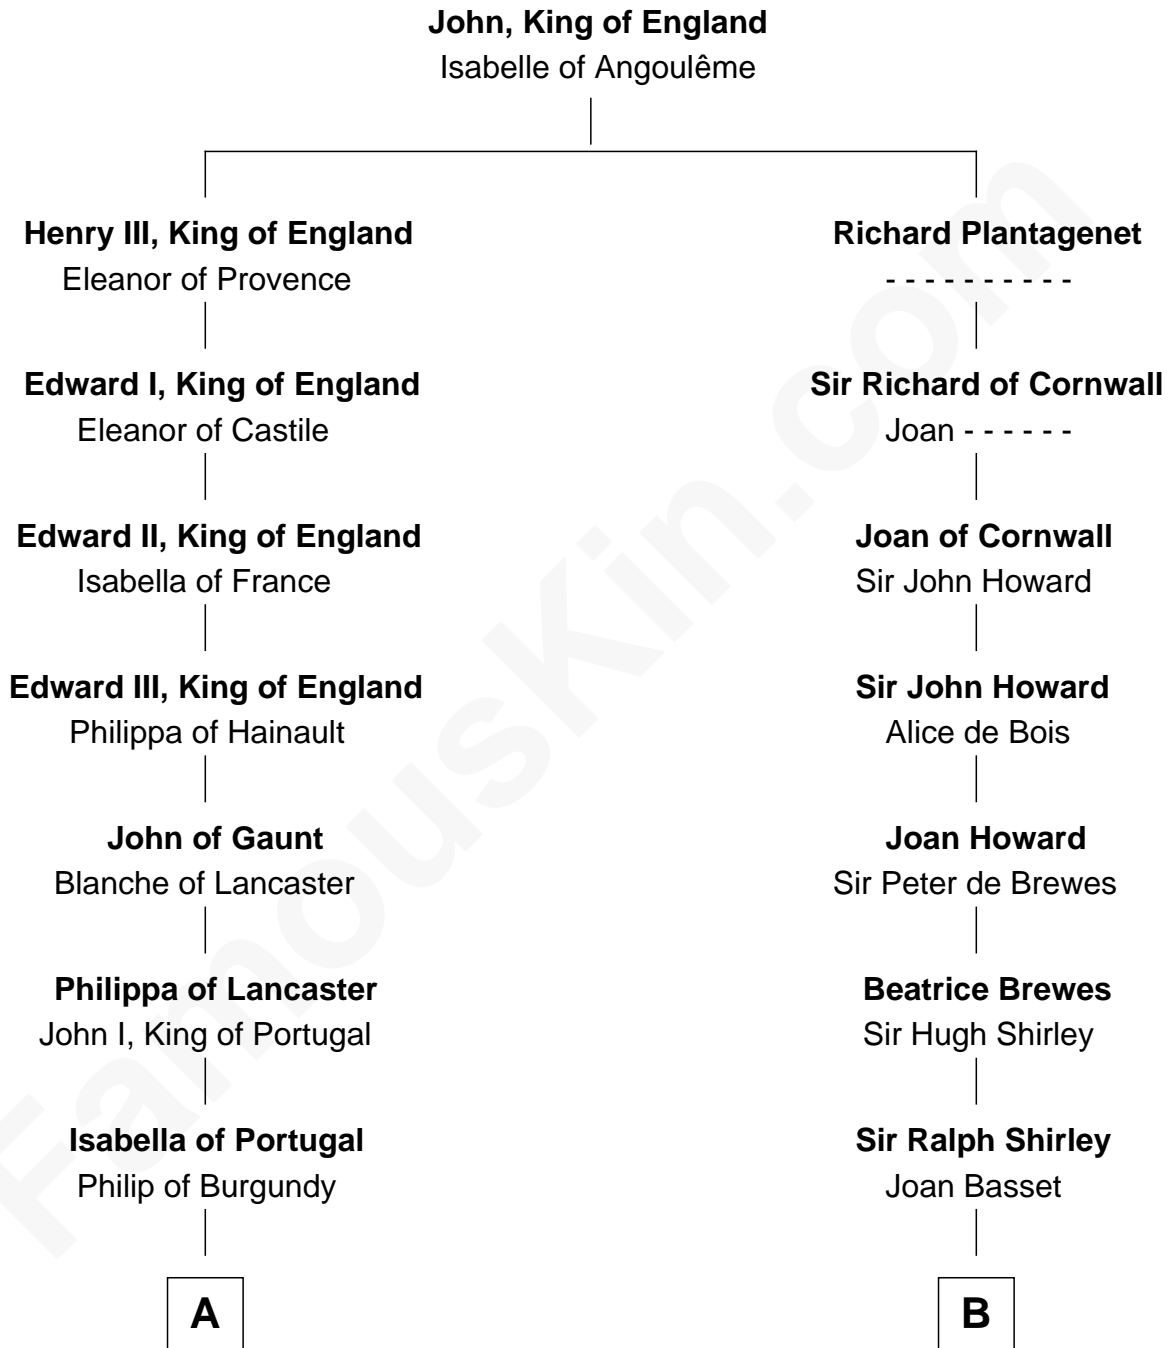 John, King of England
Isabelle of Angoulême
Henry III, King of England
Eleanor of Provence
Richard Plantagenet
- - - - - - - - - -
Edward I, King of England
Eleanor of Castile
Sir Richard of Cornwall
Joan - - - - - -
Edward II, King of England
Isabella of France
Joan of Cornwall
Sir John Howard
Edward III, King of England
Philippa of Hainault
Sir John Howard
Alice de Bois
John of Gaunt
Blanche of Lancaster
Joan Howard
Sir Peter de Brewes
Philippa of Lancaster
John I, King of Portugal
Beatrice Brewes
Sir Hugh Shirley
Isabella of Portugal
Philip of Burgundy
Sir Ralph Shirley
Joan Basset
A
B
FamousKin.com